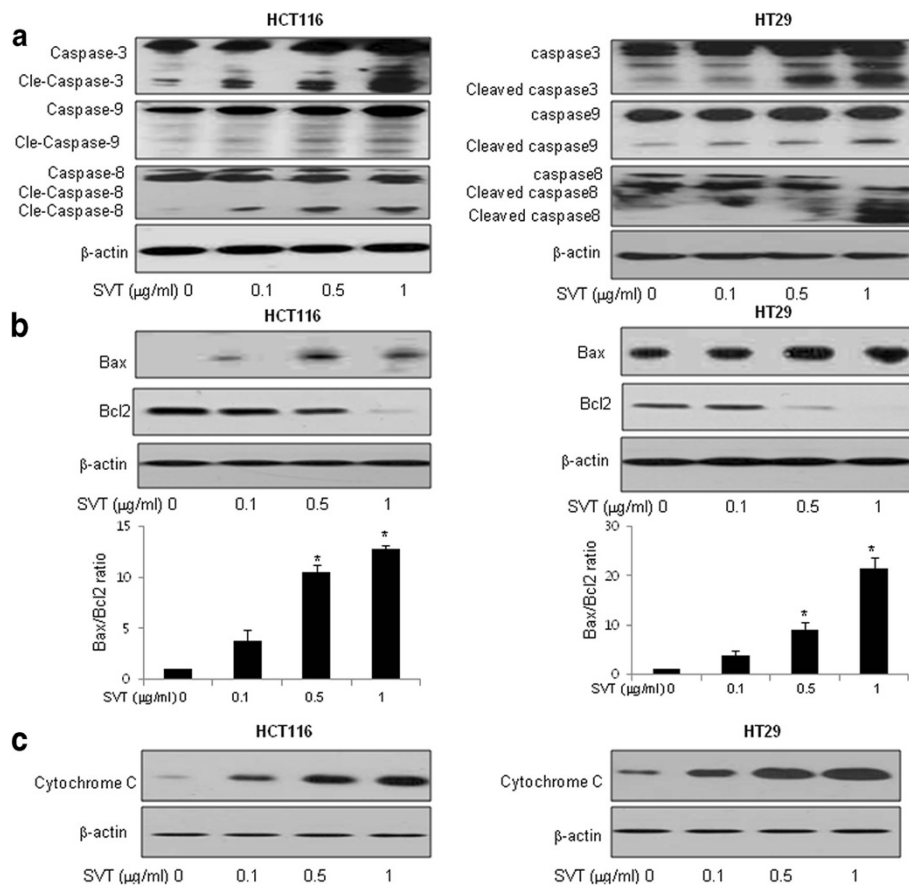 a
HCT116
Caspase-3
Cle-Caspase-3
Caspase-9
Cle-Caspase-9
Caspase-8
Cle-Caspase-8
Cle-Caspase-8
β-actin
SVT (μg/ml) 0 0.1 0.5 1
HT29
caspase3
Cleaved caspase3
caspase9
Cleaved caspase9
caspase8
Cleaved caspase8
Cleaved caspase8
β-actin
SVT (μg/ml) 0 0.1 0.5 1
b
HCT116
Bax
Bcl2
β-actin
SVT (μg/ml) 0 0.1 0.5 1
15
10
5
0
Bax/Bcl2 ratio
* *
SVT (μg/ml) 0 0.1 0.5 1
HT29
Bax
Bcl2
β-actin
SVT (μg/ml) 0 0.1 0.5 1
30
20
10
0
Bax/Bcl2 ratio
* *
SVT (μg/ml) 0 0.1 0.5 1
c
HCT116
Cytochrome C
β-actin
SVT (μg/ml) 0 0.1 0.5 1
HT29
Cytochrome C
β-actin
SVT (μg/ml) 0 0.1 0.5 1